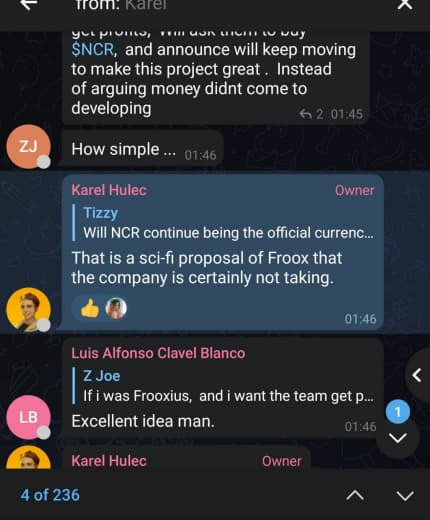 from: Karel
get profits, Will ask them to buy
$NCR, and announce will keep moving
to make this project great . Instead
of arguing money didnt come to
developing
2 01:45
ZJ
How simple ...
01:46
Karel Hulec
Owner
Tizzy
Will NCR continue being the official currenc...
That is a sci-fi proposal of Froox that
the company is certainly not taking.
01:46
Luis Alfonso Clavel Blanco
Z Joe
If i was Frooxius, and i want the team get p...
LB
Excellent idea man.
01:46
1
Karel Hulec
Owner
4 of 236